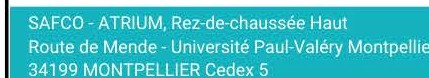 SAFCO - ATRIUM, Rez-de-chaussée Haut
Route de Mende - Université Paul-Valéry Montpellie
34199 MONTPELLIER Cedex 5